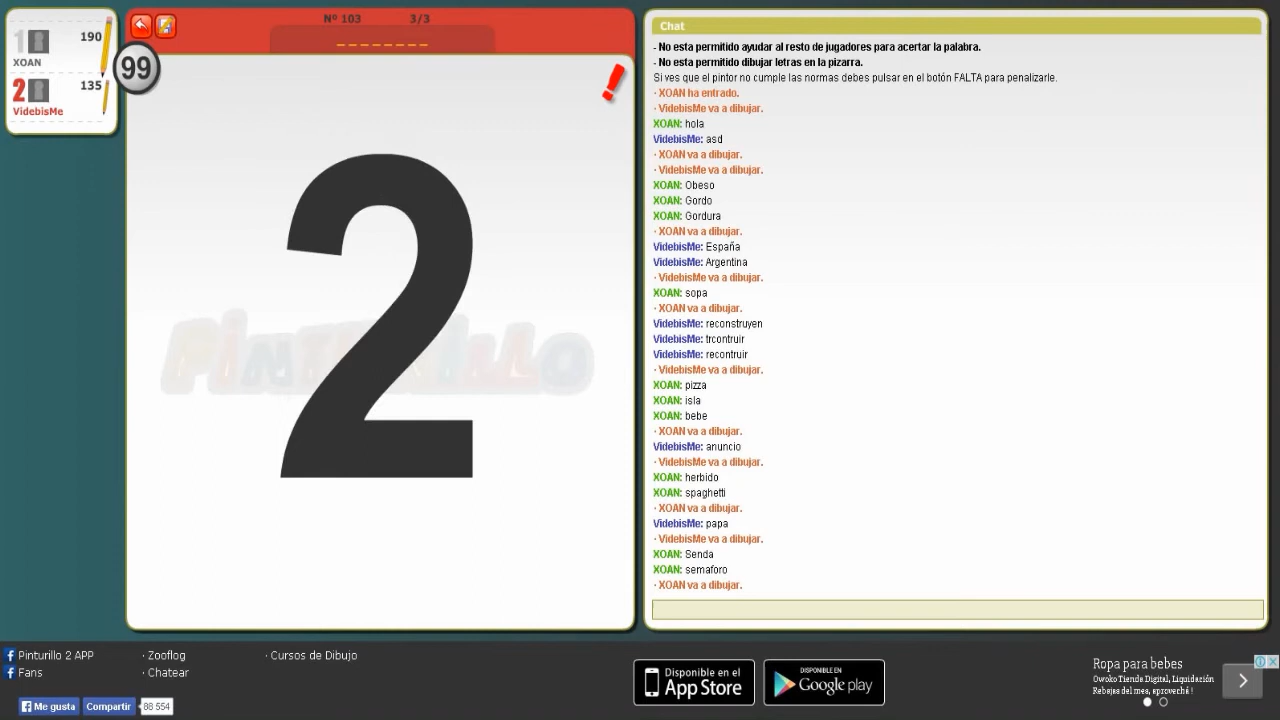 1
190
XOAN
2
135
VidebisMe
99
Nº 103 3/3
_ _ _ _ _ _ _ _
2
PINTURILLO
Chat
- No esta permitido ayudar al resto de jugadores para acertar la palabra.
- No esta permitido dibujar letras en la pizarra.
Si ves que el pintor no cumple las normas debes pulsar en el botón FALTA para penalizarle.
· XOAN ha entrado.
· VidebisMe va a dibujar.
XOAN: hola
VidebisMe: asd
· XOAN va a dibujar.
· VidebisMe va a dibujar.
XOAN: Obeso
XOAN: Gordo
XOAN: Gordura
· XOAN va a dibujar.
VidebisMe: España
VidebisMe: Argentina
· VidebisMe va a dibujar.
XOAN: sopa
· XOAN va a dibujar.
VidebisMe: reconstruyen
VidebisMe: trcontruir
VidebisMe: recontruir
· VidebisMe va a dibujar.
XOAN: pizza
XOAN: isla
XOAN: bebe
· XOAN va a dibujar.
VidebisMe: anuncio
· VidebisMe va a dibujar.
XOAN: herbido
XOAN: spaghetti
· XOAN va a dibujar.
VidebisMe: papa
· VidebisMe va a dibujar.
XOAN: Senda
XOAN: semaforo
· XOAN va a dibujar.
Pinturillo 2 APP · Zooflog · Cursos de Dibujo
Fans · Chatear
Me gusta Compartir 88 554
Disponible en el
App Store
DISPONIBLE EN
Google play
Ropa para bebes
Owoko Tienda Digital, Liquidación
Rebajas del mes, aprovechá !